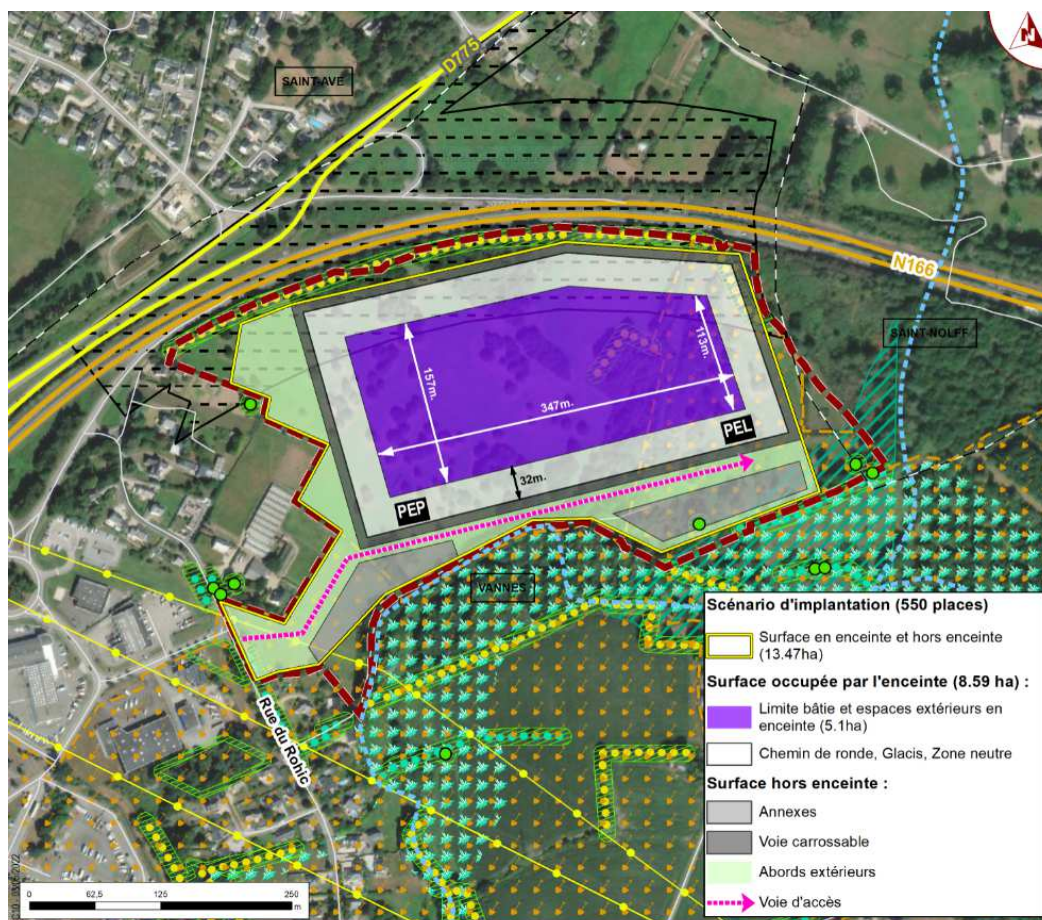 N
D775
SAINT-AVE
N166
SAINT-NOLFF
113m.
157m.
347m.
PEL
32m.
PEP
VANNES
Rue du Rohic
Scénario d'implantation (550 places)
Surface en enceinte et hors enceinte
(13.47ha)
Surface occupée par l'enceinte (8.59 ha) :
Limite bâtie et espaces extérieurs en
enceinte (5.1ha)
Chemin de ronde, Glacis, Zone neutre
Surface hors enceinte :
Annexes
Voie carrossable
Abords extérieurs
Voie d'accès
0 62,5 125 250
m